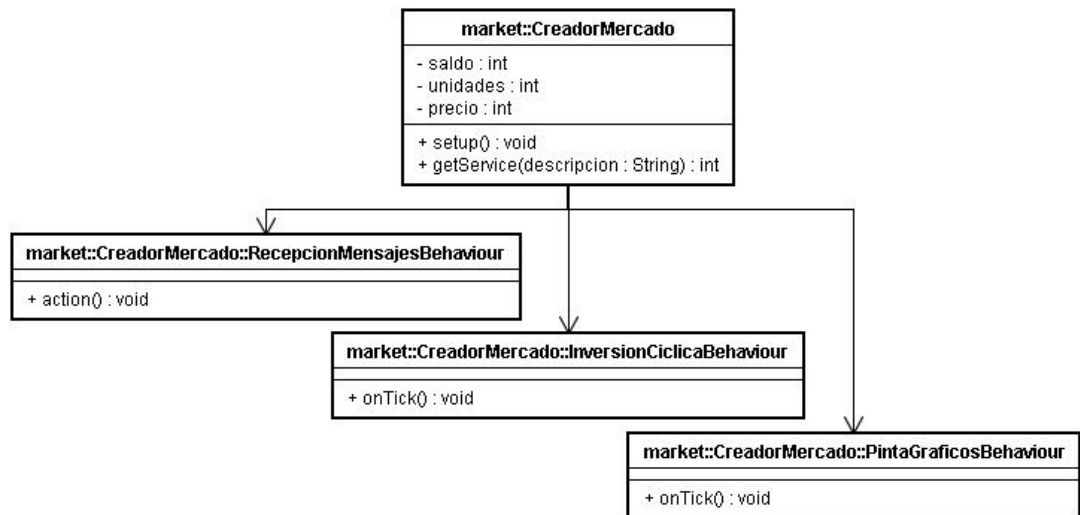 market::CreadorMercado
- saldo : int
- unidades : int
- precio : int
+ setup() : void
+ getService(descripcion : String) : int
market::CreadorMercado::RecepcionMensajesBehaviour
+ action() : void
market::CreadorMercado::InversionCiclicaBehaviour
+ onTick() : void
market::CreadorMercado::PintaGraficosBehaviour
+ onTick() : void